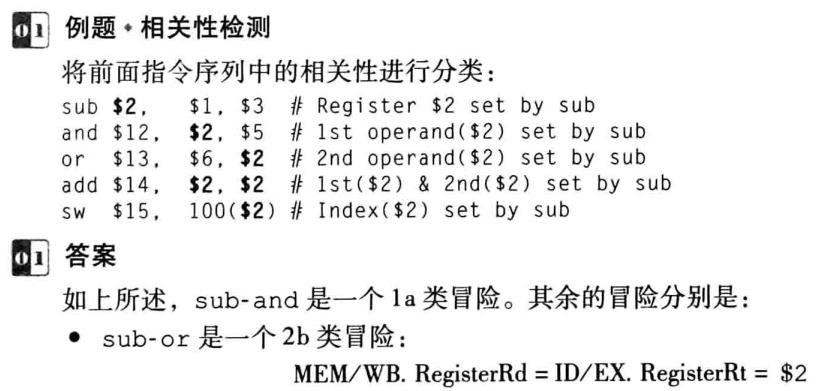 01 例题·相关性检测
将前面指令序列中的相关性进行分类：
sub $2,   $1, $3  # Register $2 set by sub
and $12,  $2, $5  # 1st operand($2) set by sub
or  $13,  $6, $2  # 2nd operand($2) set by sub
add $14,  $2, $2  # 1st($2) & 2nd($2) set by sub
sw  $15,  100($2) # Index($2) set by sub
01 答案
如上所述，sub-and 是一个 1a 类冒险。其余的冒险分别是：
● sub-or 是一个 2b 类冒险：
MEM/WB. RegisterRd = ID/EX. RegisterRt = $2